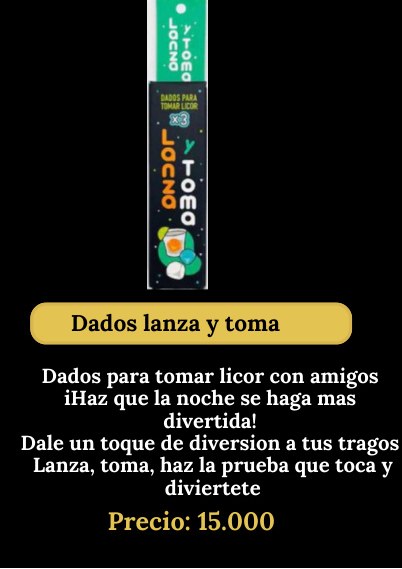 Lanza
y Toma
DADOS PARA
TOMAR LICOR
x3
Lanza
y Toma
Dados lanza y toma
Dados para tomar licor con amigos
¡Haz que la noche se haga mas
divertida!
Dale un toque de diversion a tus tragos
Lanza, toma, haz la prueba que toca y
diviertete
Precio: 15.000